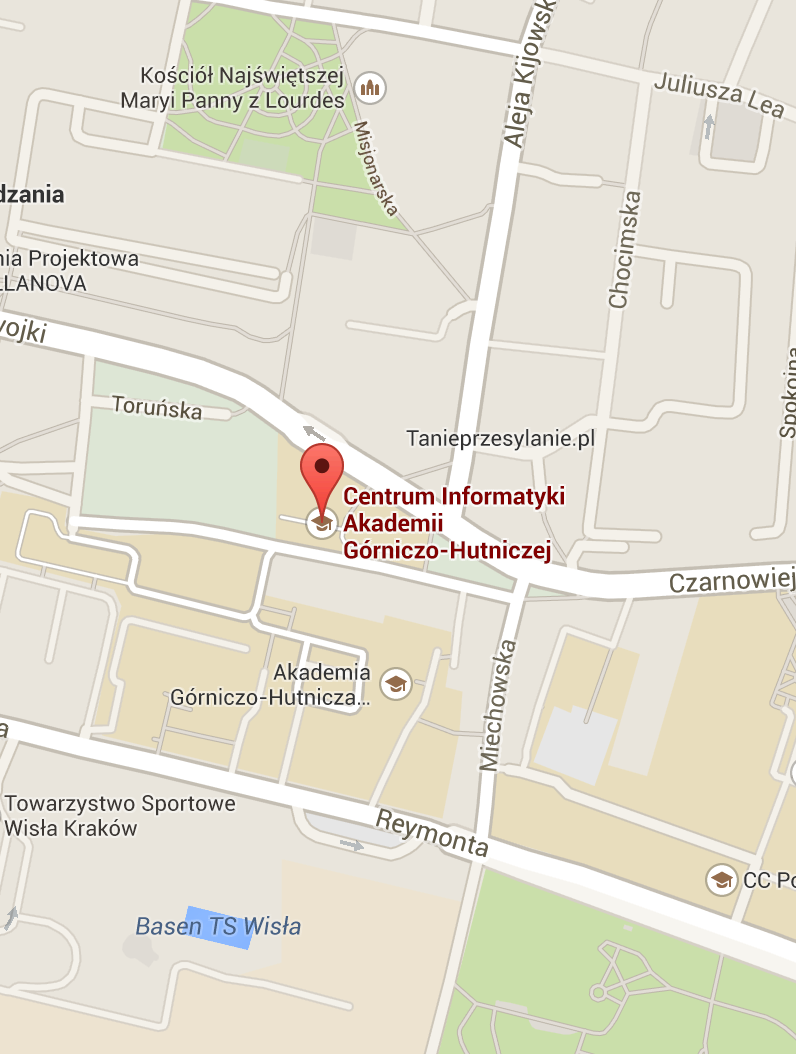 Kościół Najświętszej
Maryi Panny z Lourdes
Aleja Kijowsk
Juliusza Lea
Misjonarska
dzania
Chocimska
nia Projektowa
LLANOVA
vojki
Spokojna
Toruńska
Tanieprzesylanie.pl
Centrum Informatyki
Akademii
Górniczo-Hutniczej
Czarnowiej
Akademia
Górniczo-Hutnicza...
Miechowska
a
Towarzystwo Sportowe
Wisła Kraków
Reymonta
CC Po
Basen TS Wisła